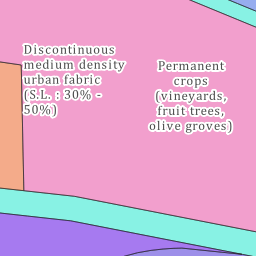 Discontinuous
medium density
urban fabric
(S.L. : 30% -
50%)
Permanent
crops
(vineyards,
fruit trees,
olive groves)